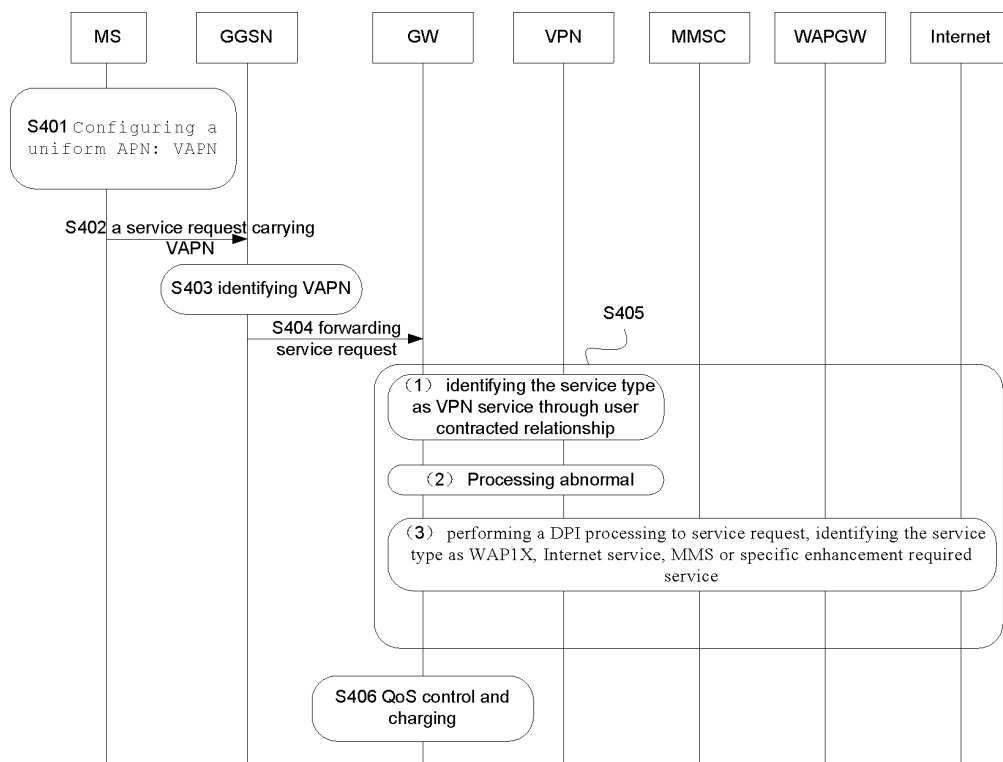 MS GGSN GW VPN MMSC WAPGW Internet
S401 Configuring a
uniform APN: VAPN
S402 a service request carrying
VAPN
S403 identifying VAPN
S404 forwarding
service request
S405
（1） identifying the service type
as VPN service through user
contracted relationship
（2） Processing abnormal
（3） performing a DPI processing to service request, identifying the service
type as WAP1X, Internet service, MMS or specific enhancement required
service
S406 QoS control and
charging